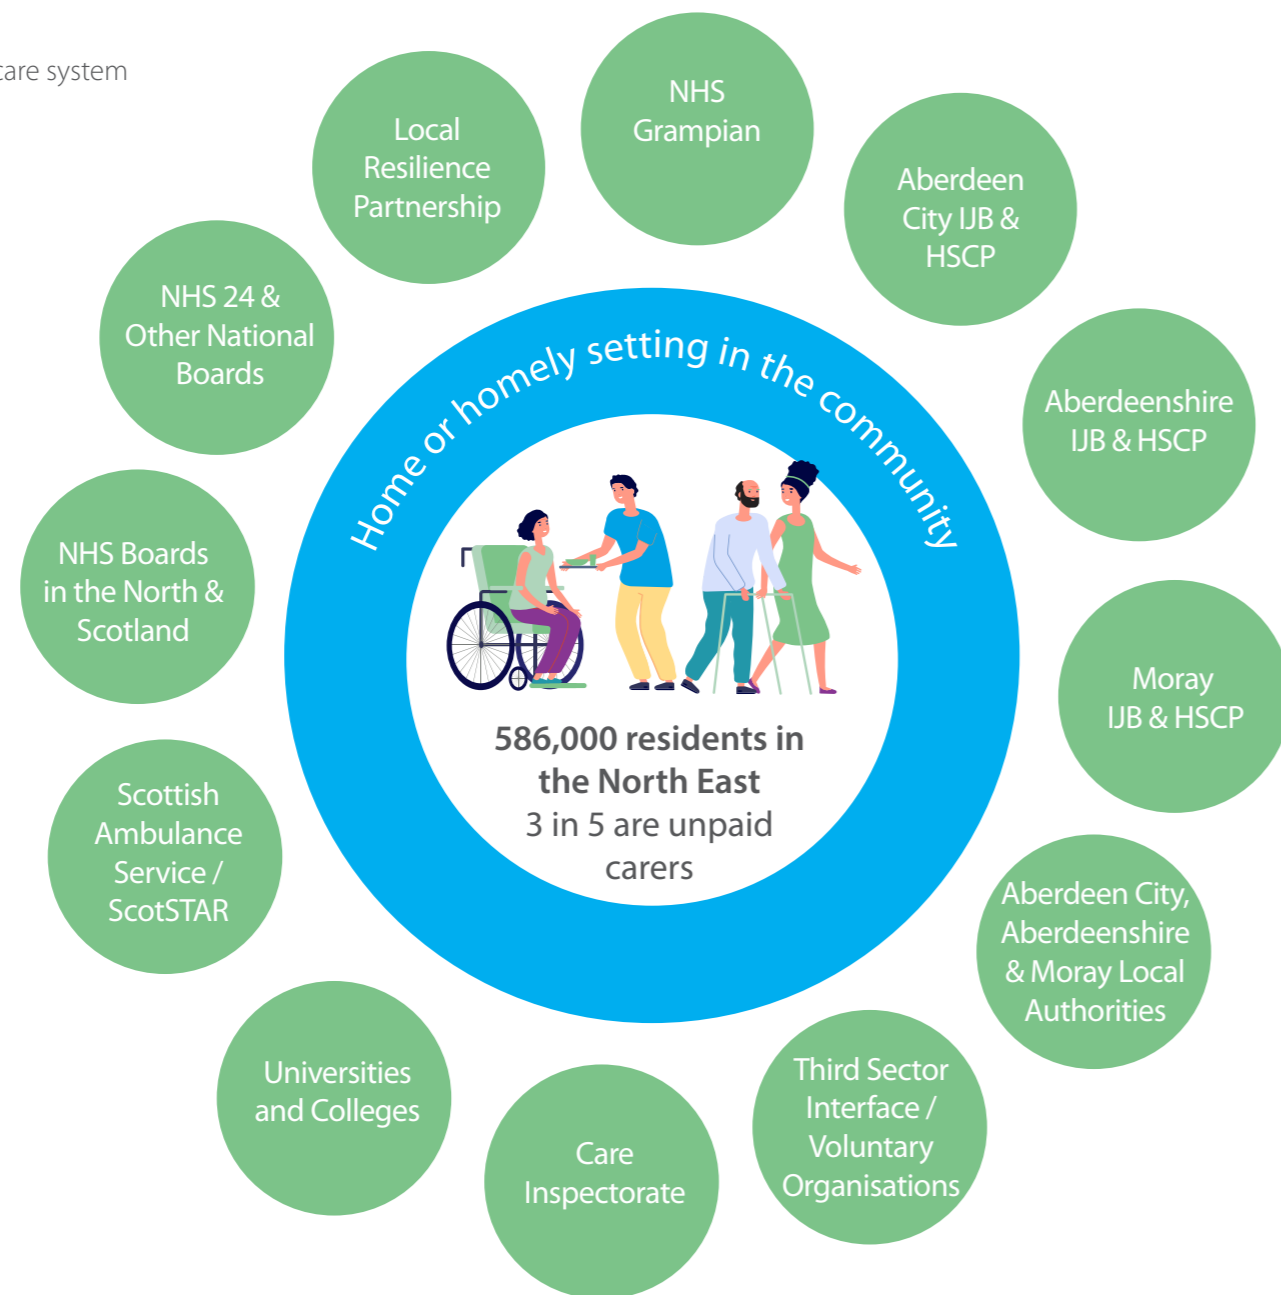 care system
NHS
Grampian
Aberdeen
City IJB &
HSCP
Aberdeenshire
IJB & HSCP
Moray
IJB & HSCP
Aberdeen City,
Aberdeenshire
& Moray Local
Authorities
Third Sector
Interface /
Voluntary
Organisations
Care
Inspectorate
Universities
and Colleges
Scottish
Ambulance
Service /
ScotSTAR
NHS Boards
in the North &
Scotland
NHS 24 &
Other National
Boards
Local
Resilience
Partnership
Home or homely setting in the community
586,000 residents in
the North East
3 in 5 are unpaid
carers